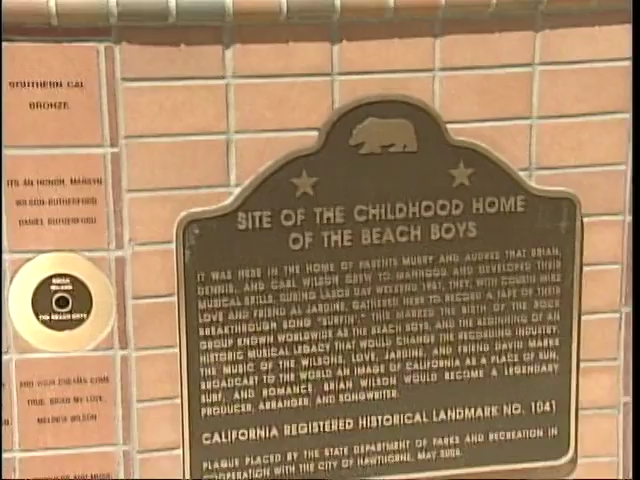 SOUTHERN CAL
BRONZE
IT'S AN HONOR, MARILYN
WILSON-RUTHERFORD
DANIEL RUTHERFORD
BRIAN
WILSON
THE BEACH BOYS
AND YOUR DREAMS COME
TRUE. BRIAN MY LOVE.
MELINDA WILSON
SITE OF THE CHILDHOOD HOME
OF THE BEACH BOYS
IT WAS HERE IN THE HOME OF PARENTS MURRY AND AUDREE THAT BRIAN,
DENNIS, AND CARL WILSON GREW TO MANHOOD AND DEVELOPED THEIR
MUSICAL SKILLS. DURING LABOR DAY WEEKEND 1961, THEY, WITH COUSIN MIKE
LOVE AND FRIEND AL JARDINE, GATHERED HERE TO RECORD A TAPE OF THEIR
BREAKTHROUGH SONG "SURFIN." THIS MARKED THE BIRTH OF THE ROCK
GROUP KNOWN WORLDWIDE AS THE BEACH BOYS, AND THE BEGINNING OF AN
HISTORIC MUSICAL LEGACY THAT WOULD CHANGE THE RECORDING INDUSTRY.
THE MUSIC OF THE WILSONS, LOVE, JARDINE, AND FRIEND DAVID MARKS
BROADCAST TO THE WORLD AN IMAGE OF CALIFORNIA AS A PLACE OF SUN,
SURF, AND ROMANCE. BRIAN WILSON WOULD BECOME A LEGENDARY
PRODUCER, ARRANGER AND SONGWRITER.
CALIFORNIA REGISTERED HISTORICAL LANDMARK NO. 1041
PLAQUE PLACED BY THE STATE DEPARTMENT OF PARKS AND RECREATION IN
COOPERATION WITH THE CITY OF HAWTHORNE, MAY